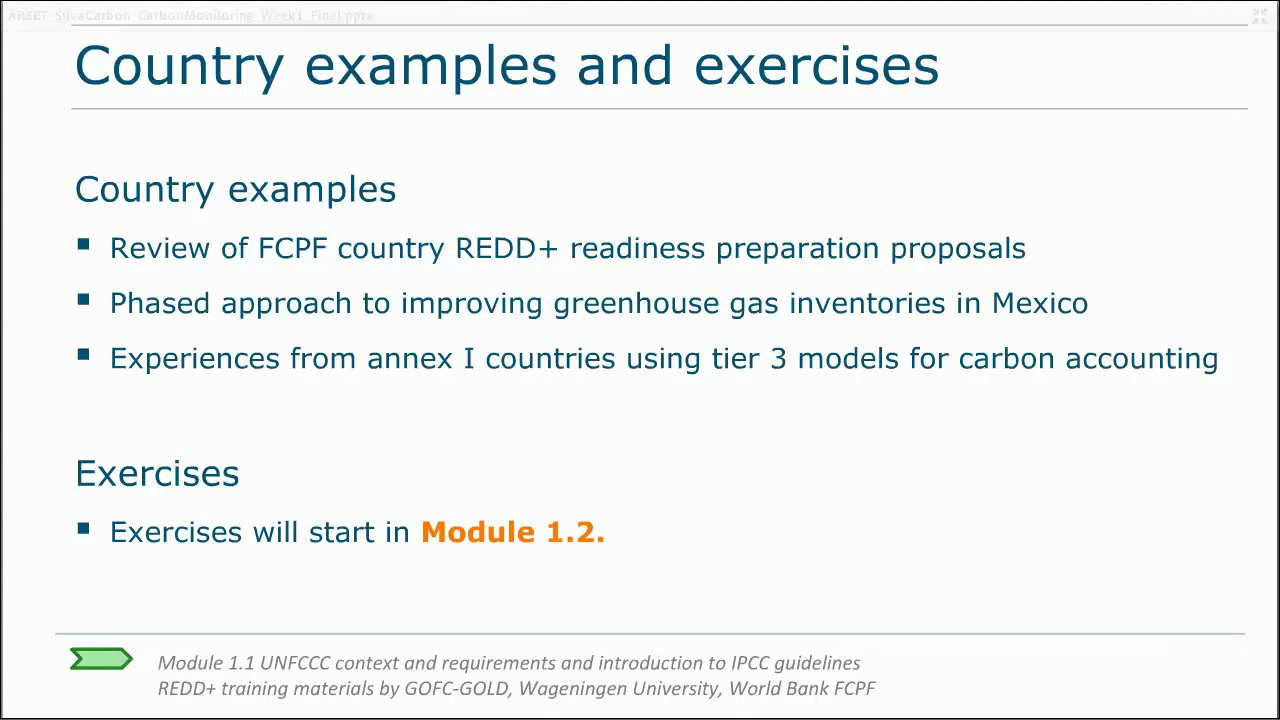 ARSET_SilvaCarbon_CarbonMonitoring_Week1_Final.pptx
Country examples and exercises
Country examples
▪ Review of FCPF country REDD+ readiness preparation proposals
▪ Phased approach to improving greenhouse gas inventories in Mexico
▪ Experiences from annex I countries using tier 3 models for carbon accounting
Exercises
▪ Exercises will start in Module 1.2.
Module 1.1 UNFCCC context and requirements and introduction to IPCC guidelines
REDD+ training materials by GOFC-GOLD, Wageningen University, World Bank FCPF